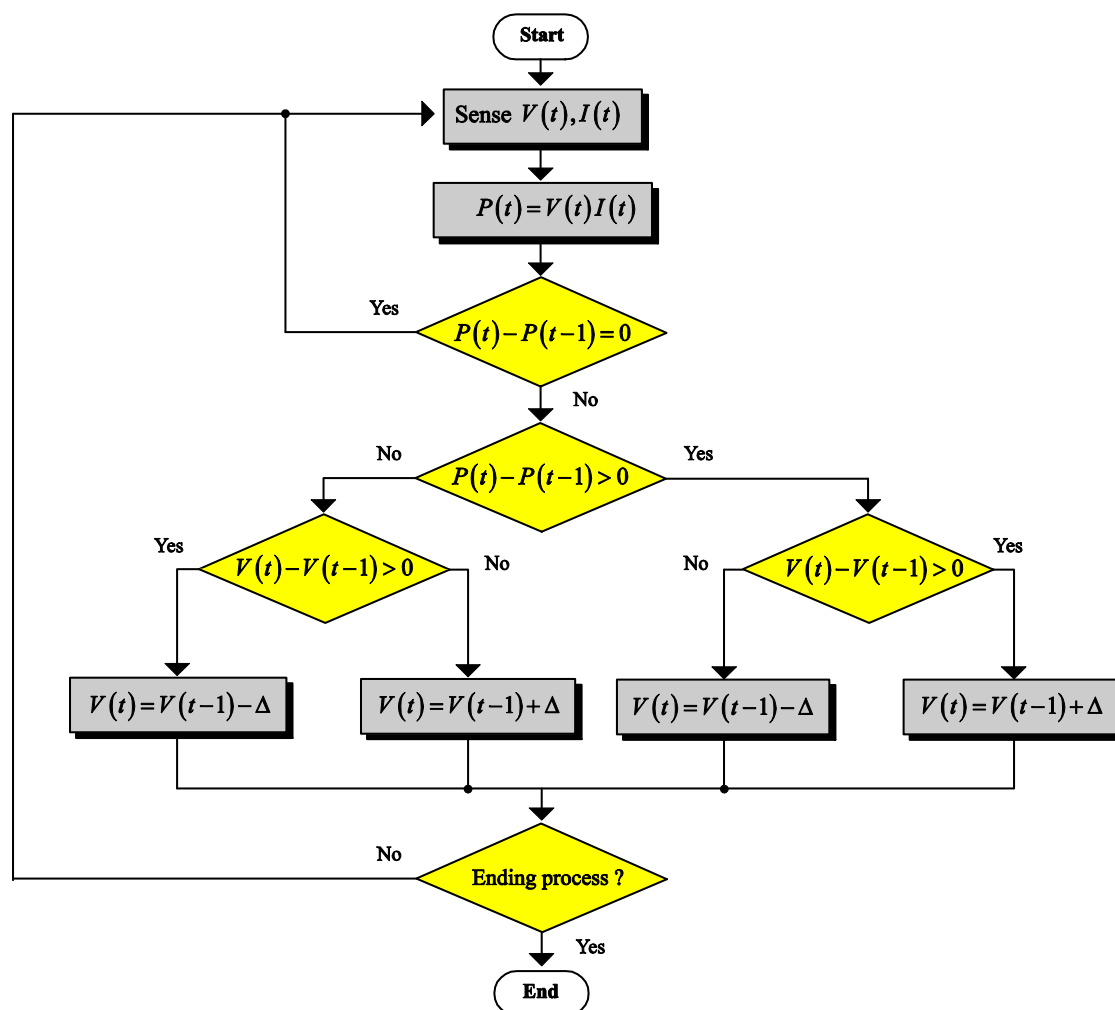 Start
Sense V(t), I(t)
P(t) = V(t) I(t)
Yes
P(t) − P(t−1) = 0
No
No
P(t) − P(t−1) > 0
Yes
Yes
V(t) − V(t−1) > 0
No
No
V(t) − V(t−1) > 0
Yes
V(t) = V(t−1) − Δ
V(t) = V(t−1) + Δ
V(t) = V(t−1) − Δ
V(t) = V(t−1) + Δ
No
Ending process ?
Yes
End